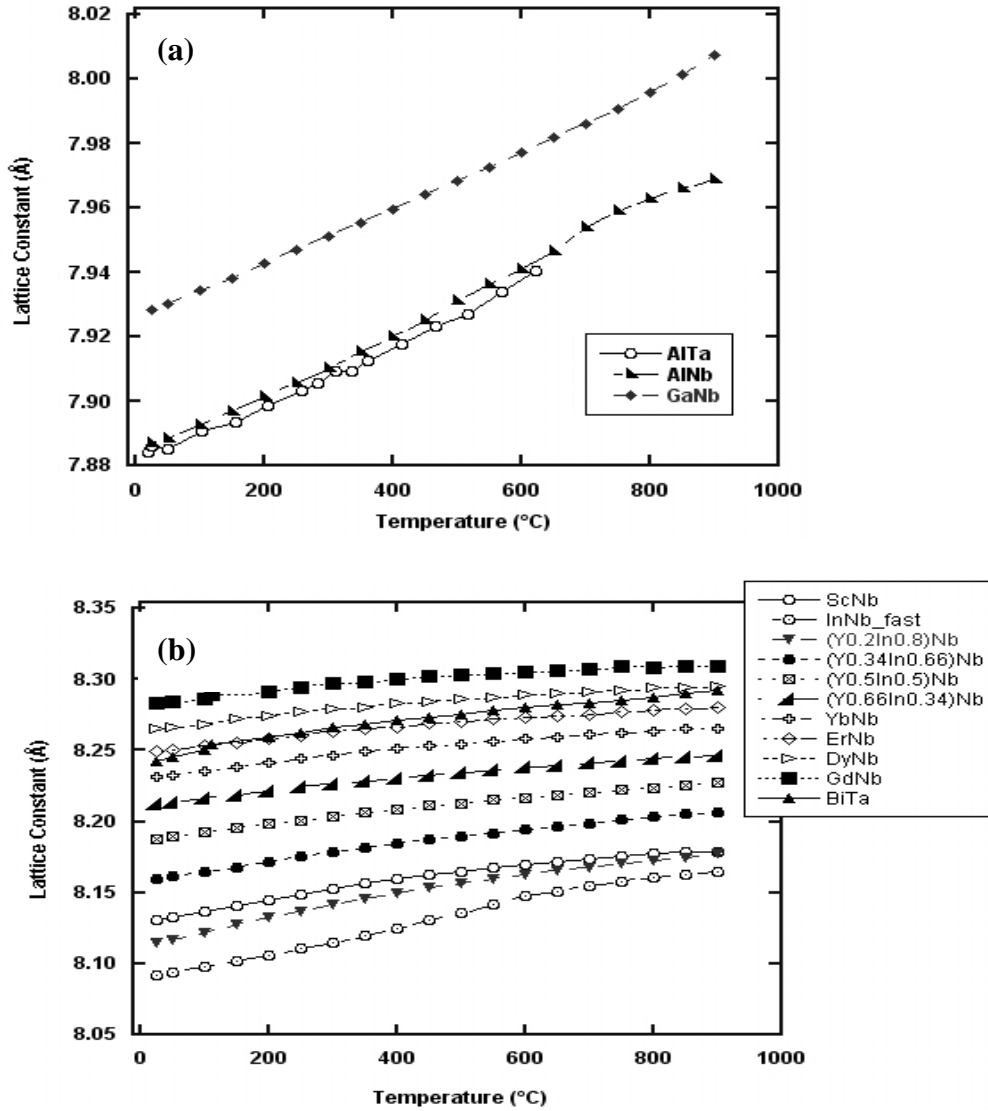 (a)
8.02
8.00
7.98
7.96
7.94
7.92
7.90
7.88
Lattice Constant (Å)
0 200 400 600 800 1000
Temperature (°C)
AlTa
AlNb
GaNb
(b)
8.35
8.30
8.25
8.20
8.15
8.10
8.05
Lattice Constant (Å)
0 200 400 600 800 1000
Temperature (°C)
ScNb
InNb_fast
(Y0.2In0.8)Nb
(Y0.34In0.66)Nb
(Y0.5In0.5)Nb
(Y0.66In0.34)Nb
YbNb
ErNb
DyNb
GdNb
BiTa